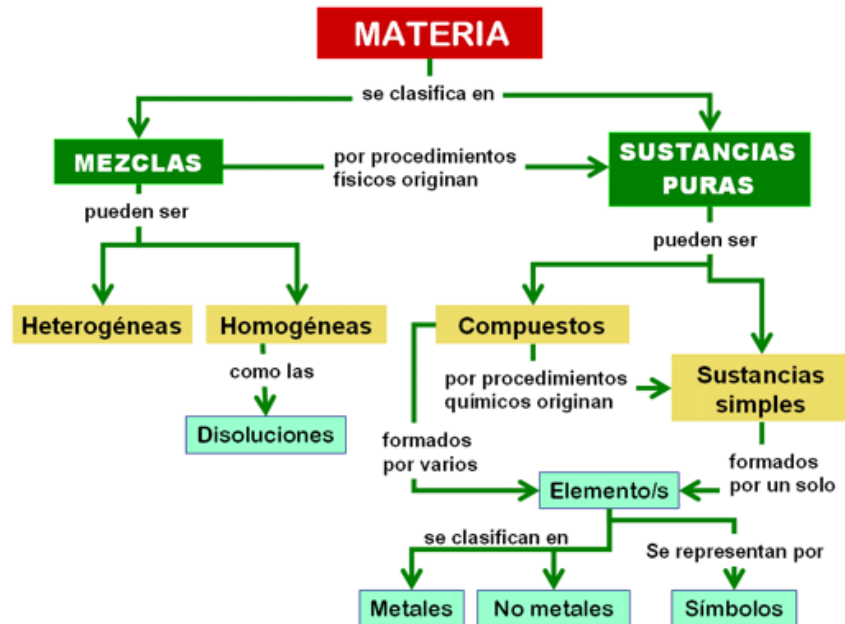 MATERIA
se clasifica en
MEZCLAS
por procedimientos
físicos originan
SUSTANCIAS
PURAS
pueden ser
pueden ser
Heterogéneas
Homogéneas
Compuestos
como las
por procedimientos
químicos originan
Sustancias
simples
Disoluciones
formados
por varios
formados
por un solo
Elemento/s
se clasifican en
Se representan por
Metales
No metales
Símbolos